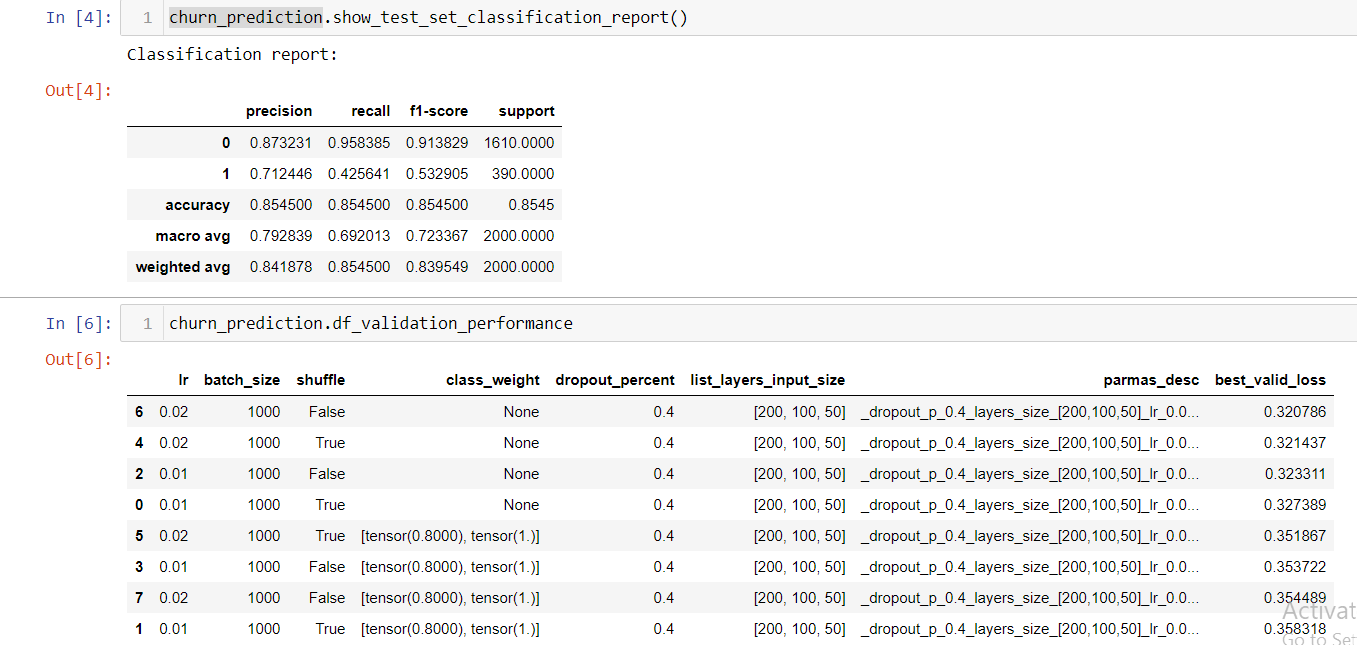 In [4]: 1 churn_prediction.show_test_set_classification_report()
Classification report:
Out[4]:
precision recall f1-score support
0 0.873231 0.958385 0.913829 1610.0000
1 0.712446 0.425641 0.532905 390.0000
accuracy 0.854500 0.854500 0.854500 0.8545
macro avg 0.792839 0.692013 0.723367 2000.0000
weighted avg 0.841878 0.854500 0.839549 2000.0000
In [6]: 1 churn_prediction.df_validation_performance
Out[6]:
lr batch_size shuffle class_weight dropout_percent list_layers_input_size parmas_desc best_valid_loss
6 0.02 1000 False None 0.4 [200, 100, 50] _dropout_p_0.4_layers_size_[200,100,50]_lr_0.0... 0.320786
4 0.02 1000 True None 0.4 [200, 100, 50] _dropout_p_0.4_layers_size_[200,100,50]_lr_0.0... 0.321437
2 0.01 1000 False None 0.4 [200, 100, 50] _dropout_p_0.4_layers_size_[200,100,50]_lr_0.0... 0.323311
0 0.01 1000 True None 0.4 [200, 100, 50] _dropout_p_0.4_layers_size_[200,100,50]_lr_0.0... 0.327389
5 0.02 1000 True [tensor(0.8000), tensor(1.)] 0.4 [200, 100, 50] _dropout_p_0.4_layers_size_[200,100,50]_lr_0.0... 0.351867
3 0.01 1000 False [tensor(0.8000), tensor(1.)] 0.4 [200, 100, 50] _dropout_p_0.4_layers_size_[200,100,50]_lr_0.0... 0.353722
7 0.02 1000 False [tensor(0.8000), tensor(1.)] 0.4 [200, 100, 50] _dropout_p_0.4_layers_size_[200,100,50]_lr_0.0... 0.354489
Activat
1 0.01 1000 True [tensor(0.8000), tensor(1.)] 0.4 [200, 100, 50] _dropout_p_0.4_layers_size_[200,100,50]_lr_0.0... 0.358318
Go to Set